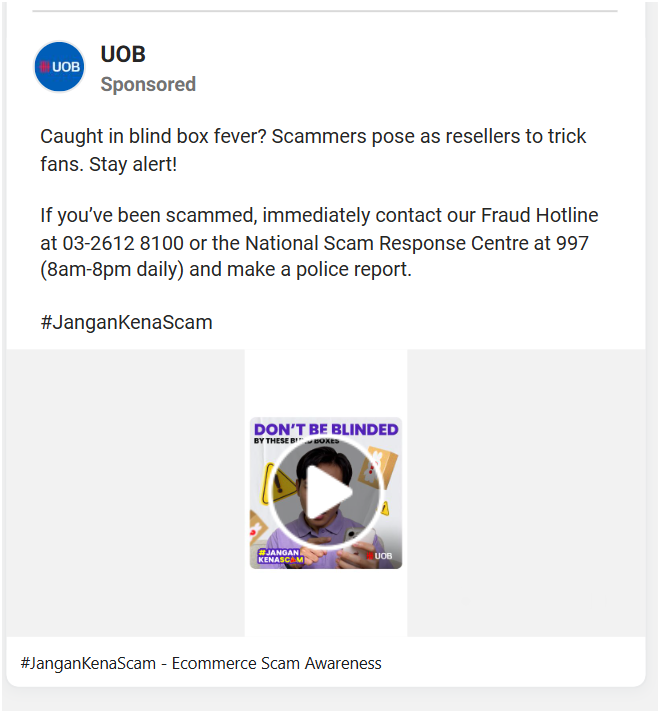 UOB
UOB
Sponsored
Caught in blind box fever? Scammers pose as resellers to trick
fans. Stay alert!
If you’ve been scammed, immediately contact our Fraud Hotline
at 03-2612 8100 or the National Scam Response Centre at 997
(8am-8pm daily) and make a police report.
#JanganKenaScam
DON'T BE BLINDED
BY THESE BLIND BOXES
#JANGAN
KENASCAM
UOB
#JanganKenaScam - Ecommerce Scam Awareness